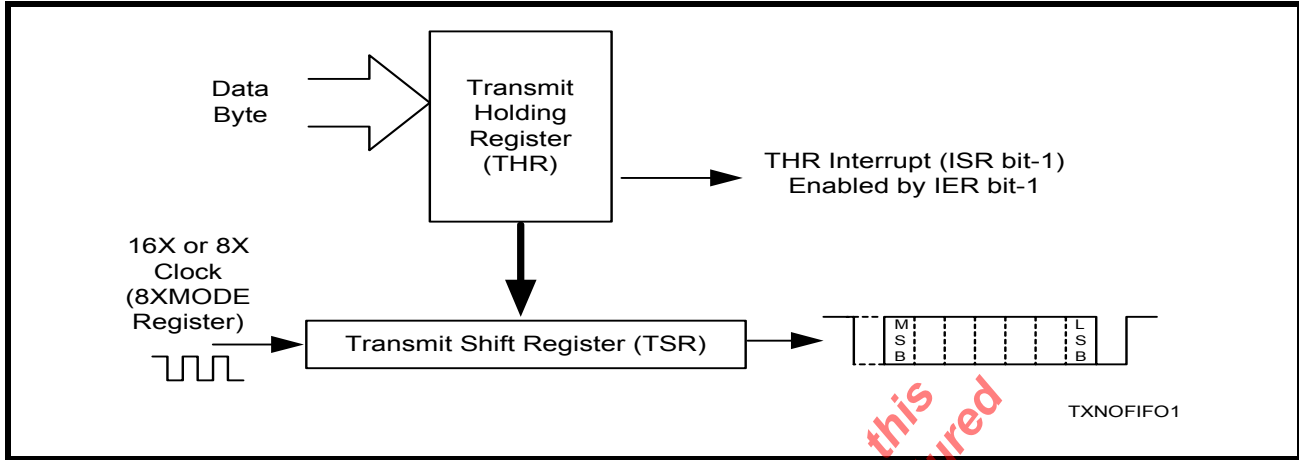 Data
Byte
Transmit
Holding
Register
(THR)
THR Interrupt (ISR bit-1)
Enabled by IER bit-1
16X or 8X
Clock
(8XMODE
Register)
Transmit Shift Register (TSR)
M
S
B
L
S
B
this
ured
TXNOFIFO1